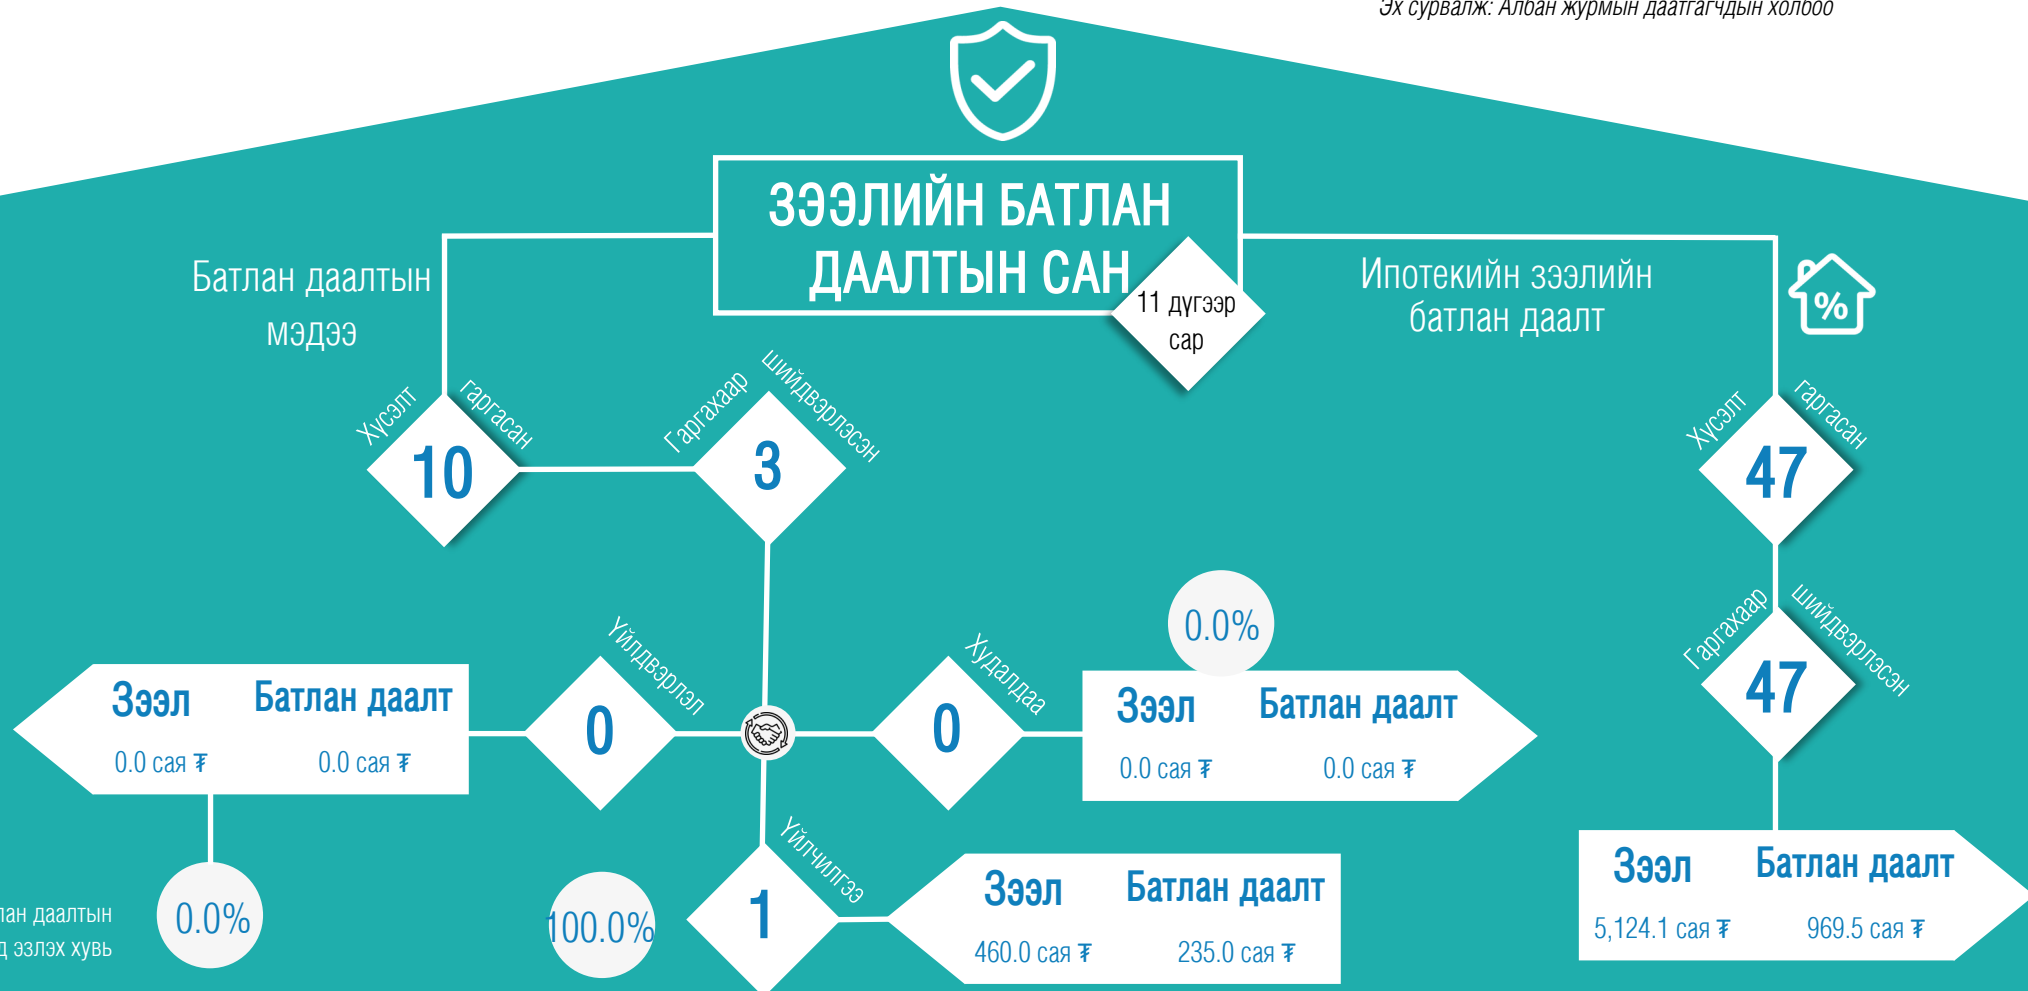 Эх сурвалж: Албан журмын даатгагчдын холбоо
ЗЭЭЛИЙН БАТЛАН
ДААЛТЫН САН
11 дүгээр
сар
Батлан даалтын
мэдээ
Ипотекийн зээлийн
батлан даалт
%
Хүсэлт гаргасан
10
Гаргахаар шийдвэрлэсэн
3
Хүсэлт гаргасан
47
Гаргахаар шийдвэрлэсэн
47
Үйлдвэрлэл
0
Зээл Батлан даалт
0.0 сая ₮ 0.0 сая ₮
0.0%
Худалдаа
0
0.0%
Зээл Батлан даалт
0.0 сая ₮ 0.0 сая ₮
Үйлчилгээ
1
100.0%
Зээл Батлан даалт
460.0 сая ₮ 235.0 сая ₮
Зээл Батлан даалт
5,124.1 сая ₮ 969.5 сая ₮
даалтын
эзлэх хувь